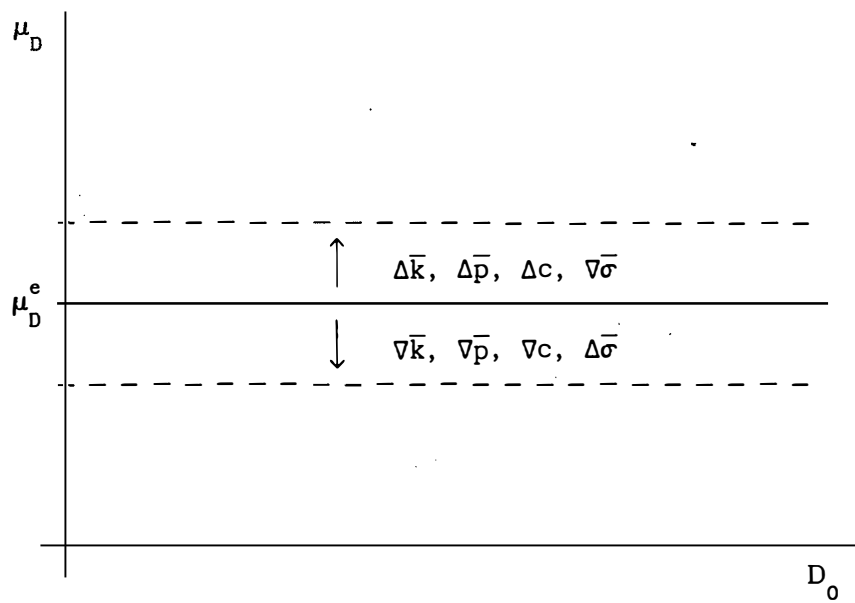 μ_D
Δk̅, Δp̅, Δc, ∇σ̅
μ_D^e
∇k̅, ∇p̅, ∇c, Δσ̅
D_0